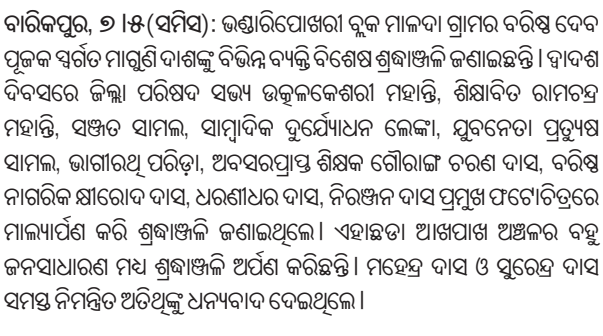 ବାରିକପୁର, ୭ ।୫(ସମିସ): ଭଣ୍ଡାରିପୋଖରୀ ବ୍ଲକ ମାଳଦା ଗ୍ରାମର ବରିଷ୍ଠ ଦେବ
ପୂଜକ ସ୍ୱର୍ଗତ ମାଗୁଣି ଦାଶଙ୍କୁ ବିଭିନ୍ନ ବ୍ୟକ୍ତି ବିଶେଷ ଶ୍ରଦ୍ଧାଞ୍ଜଳି ଜଣାଇଛନ୍ତି । ଦ୍ୱାଦଶ
ଦିବସରେ ଜିଲ୍ଲା ପରିଷଦ ସଭ୍ୟ ଉତ୍କଳକେଶରୀ ମହାନ୍ତି, ଶିକ୍ଷାବିତ ରାମଚନ୍ଦ୍ର
ମହାନ୍ତି, ସଞ୍ଜତ ସାମଲ, ସାମ୍ବାଦିକ ଦୁର୍ଯ୍ୟୋଧନ ଲେଙ୍କା, ଯୁବନେତା ପ୍ରତ୍ୟୁଷ
ସାମଲ, ଭାଗୀରଥି ପରିଡ଼ା, ଅବସରପ୍ରାପ୍ତ ଶିକ୍ଷକ ଗୌରାଙ୍ଗ ଚରଣ ଦାସ, ବରିଷ୍ଠ
ନାଗରିକ କ୍ଷୀରୋଦ ଦାସ, ଧରଣୀଧର ଦାସ, ନିରଞ୍ଜନ ଦାସ ପ୍ରମୁଖ ଫଟୋଚିତ୍ରରେ
ମାଲ୍ୟାର୍ପଣ କରି ଶ୍ରଦ୍ଧାଞ୍ଜଳି ଜଣାଇଥିଲେ । ଏହାଛଡା ଆଖପାଖ ଅଞ୍ଚଳର ବହୁ
ଜନସାଧାରଣ ମଧ୍ୟ ଶ୍ରଦ୍ଧାଞ୍ଜଳି ଅର୍ପଣ କରିଛନ୍ତି । ମହେନ୍ଦ୍ର ଦାସ ଓ ସୁରେନ୍ଦ୍ର ଦାସ
ସମସ୍ତ ନିମନ୍ତ୍ରିତ ଅତିଥିଙ୍କୁ ଧନ୍ୟବାଦ ଦେଇଥିଲେ ।